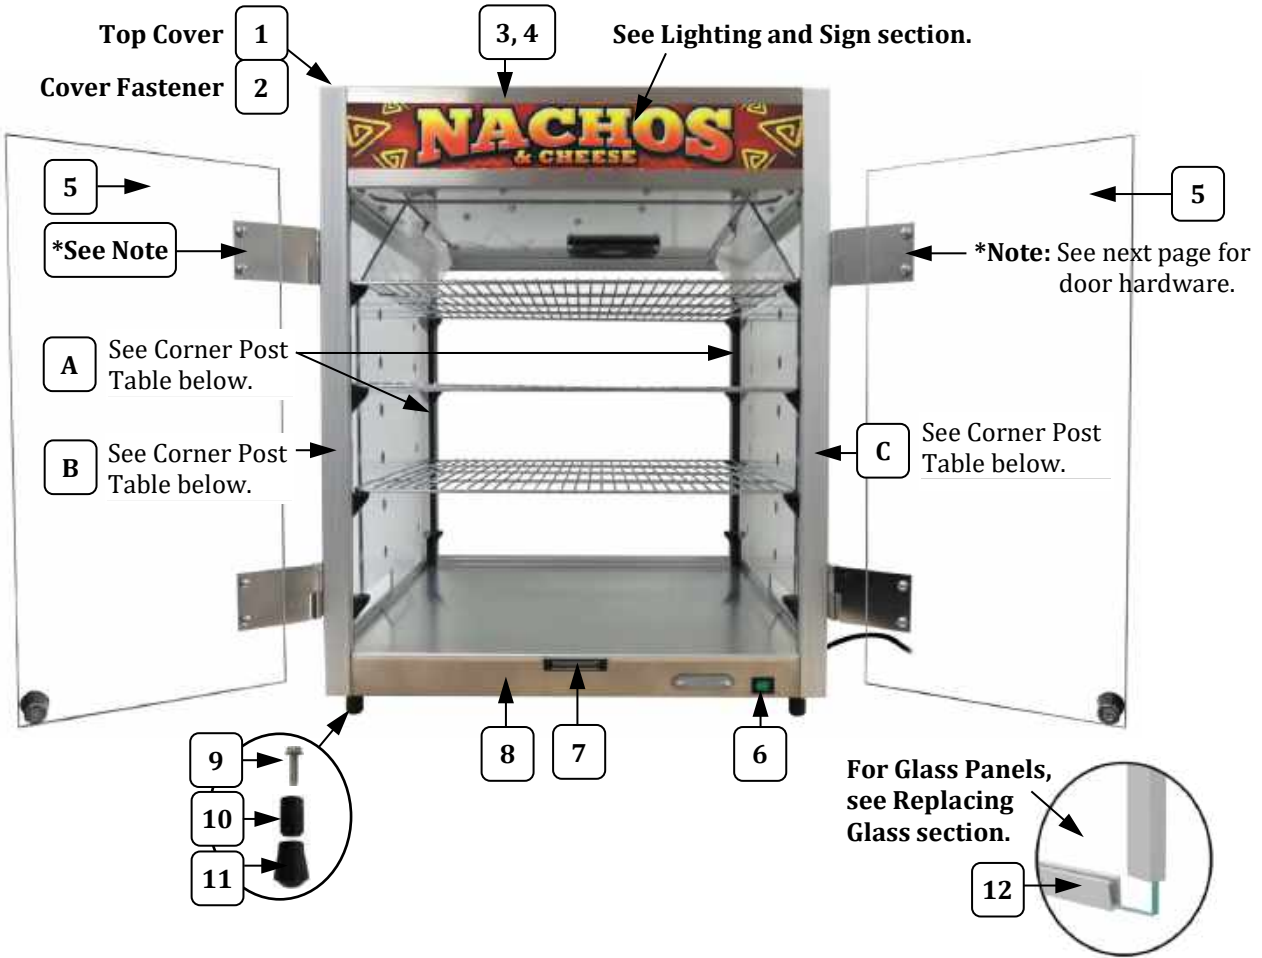 Top Cover 1
Cover Fastener 2
3, 4
See Lighting and Sign section.
NACHOS
& CHEESE
5
*See Note
5
*Note: See next page for
door hardware.
A See Corner Post
Table below.
B See Corner Post
Table below.
C See Corner Post
Table below.
9
10
11
8
7
6
For Glass Panels,
see Replacing
Glass section.
12